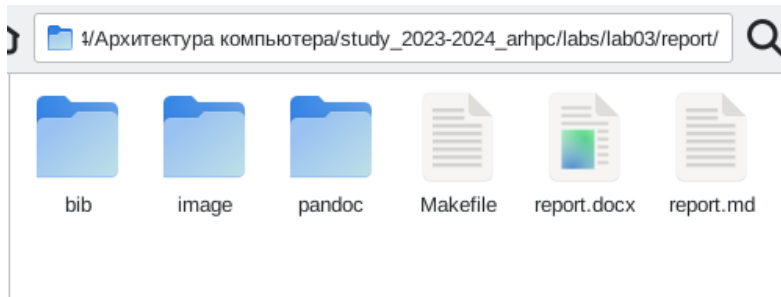 4/Архитектура компьютера/study_2023-2024_arhpc/labs/lab03/report/
bib image pandoc Makefile report.docx report.md